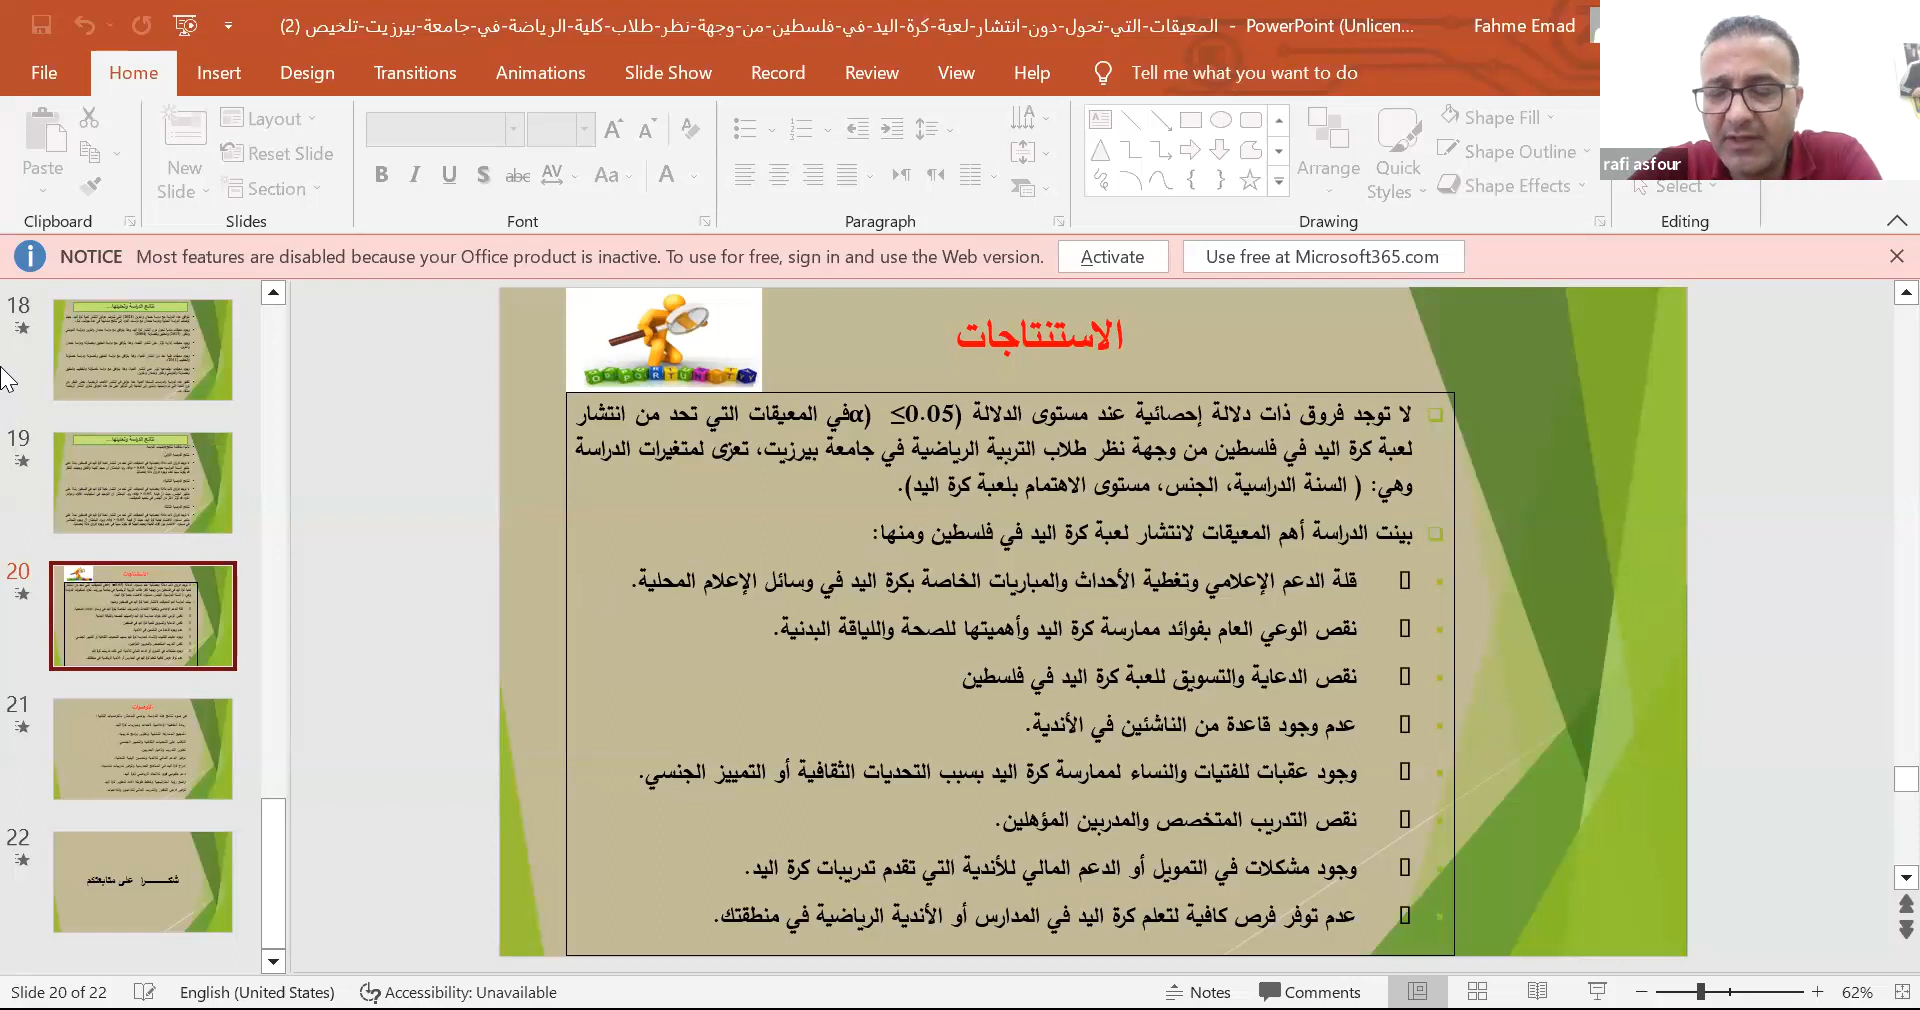 المعيقات-التي-تحول-دون-انتشار-لعبة-كرة-اليد-في-فلسطين-من-وجهة-نظر-طلاب-كلية-الرياضة-في-جامعة-بيرزيت-تلخيص (2) - PowerPoint (Unlicen...
Fahme Emad
File Home Insert Design Transitions Animations Slide Show Record Review View Help Tell me what you want to do
rafi asfour
Paste
New Slide
Layout
Reset Slide
Section
B I U S abc AV Aa A
Arrange
Quick Styles
Shape Fill
Shape Outline
Shape Effects
Select
Clipboard Slides Font Paragraph Drawing Editing
NOTICE Most features are disabled because your Office product is inactive. To use for free, sign in and use the Web version. Activate Use free at Microsoft365.com
18
19
20
21
22
شكـــــــرا على متابعتكم
OPPORTUNITY
الاستنتاجات
لا توجد فروق ذات دلالة إحصائية عند مستوى الدلالة (0.05≥ α)في المعيقات التي تحد من انتشار
لعبة كرة اليد في فلسطين من وجهة نظر طلاب التربية الرياضية في جامعة بيرزيت، تعزى لمتغيرات الدراسة
وهي: ( السنة الدراسية، الجنس، مستوى الاهتمام بلعبة كرة اليد).
بينت الدراسة أهم المعيقات لانتشار لعبة كرة اليد في فلسطين ومنها:
قلة الدعم الإعلامي وتغطية الأحداث والمباريات الخاصة بكرة اليد في وسائل الإعلام المحلية.
نقص الوعي العام بفوائد ممارسة كرة اليد وأهميتها للصحة واللياقة البدنية.
نقص الدعاية والتسويق للعبة كرة اليد في فلسطين
عدم وجود قاعدة من الناشئين في الأندية.
وجود عقبات للفتيات والنساء لممارسة كرة اليد بسبب التحديات الثقافية أو التمييز الجنسي.
نقص التدريب المتخصص والمدربين المؤهلين.
وجود مشكلات في التمويل أو الدعم المالي للأندية التي تقدم تدريبات كرة اليد.
عدم توفر فرص كافية لتعلم كرة اليد في المدارس أو الأندية الرياضية في منطقتك.
Slide 20 of 22 English (United States) Accessibility: Unavailable Notes Comments 62%